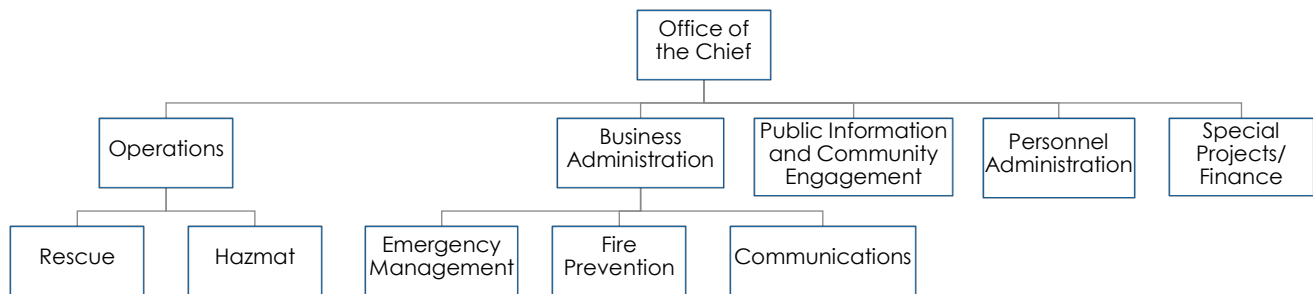 Office of
the Chief
Operations
Business
Administration
Public Information
and Community
Engagement
Personnel
Administration
Special
Projects/
Finance
Rescue
Hazmat
Emergency
Management
Fire
Prevention
Communications